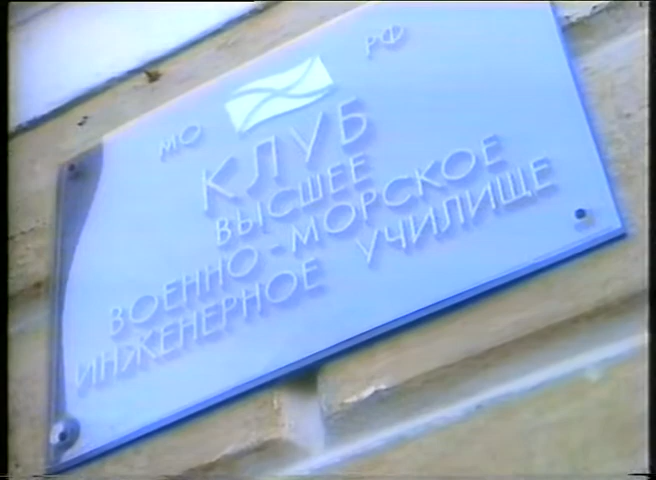 МО РФ
КЛУБ
ВЫСШЕЕ
ВОЕННО-МОРСКОЕ
ИНЖЕНЕРНОЕ УЧИЛИЩЕ